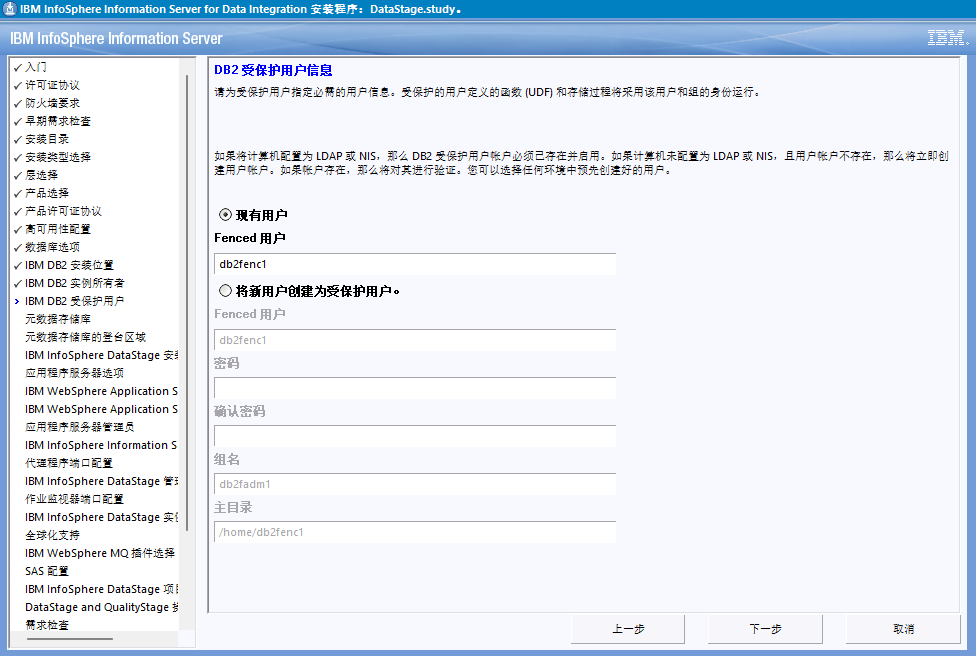 IBM InfoSphere Information Server for Data Integration 安装程序：DataStage.study。
IBM InfoSphere Information Server
IBM
入门
许可证协议
防火墙要求
早期需求检查
安装目录
安装类型选择
层选择
产品选择
产品许可证协议
高可用性配置
数据库选项
IBM DB2 安装位置
IBM DB2 实例所有者
IBM DB2 受保护用户
元数据存储库
元数据存储库的登台区域
IBM InfoSphere DataStage 安装
应用程序服务器选项
IBM WebSphere Application S
IBM WebSphere Application S
应用程序服务器管理员
IBM InfoSphere Information S
代理程序端口配置
IBM InfoSphere DataStage 管理
作业监视器端口配置
IBM InfoSphere DataStage 实例
全球化支持
IBM WebSphere MQ 插件选择
SAS 配置
IBM InfoSphere DataStage 项目
DataStage and QualityStage
需求检查
DB2 受保护用户信息
请为受保护用户指定必需的用户信息。受保护的用户定义的函数 (UDF) 和存储过程将采用该用户和组的身份运行。
如果将计算机配置为 LDAP 或 NIS，那么 DB2 受保护用户帐户必须已存在并启用。如果计算机未配置为 LDAP 或 NIS，且用户帐户不存在，那么将立即创
建用户帐户。如果帐户存在，那么将对其进行验证。您可以选择任何环境中预先创建好的用户。
现有用户
Fenced 用户
db2fenc1
将新用户创建为受保护用户。
Fenced 用户
db2fenc1
密码
确认密码
组名
db2fadm1
主目录
/home/db2fenc1
上一步
下一步
取消